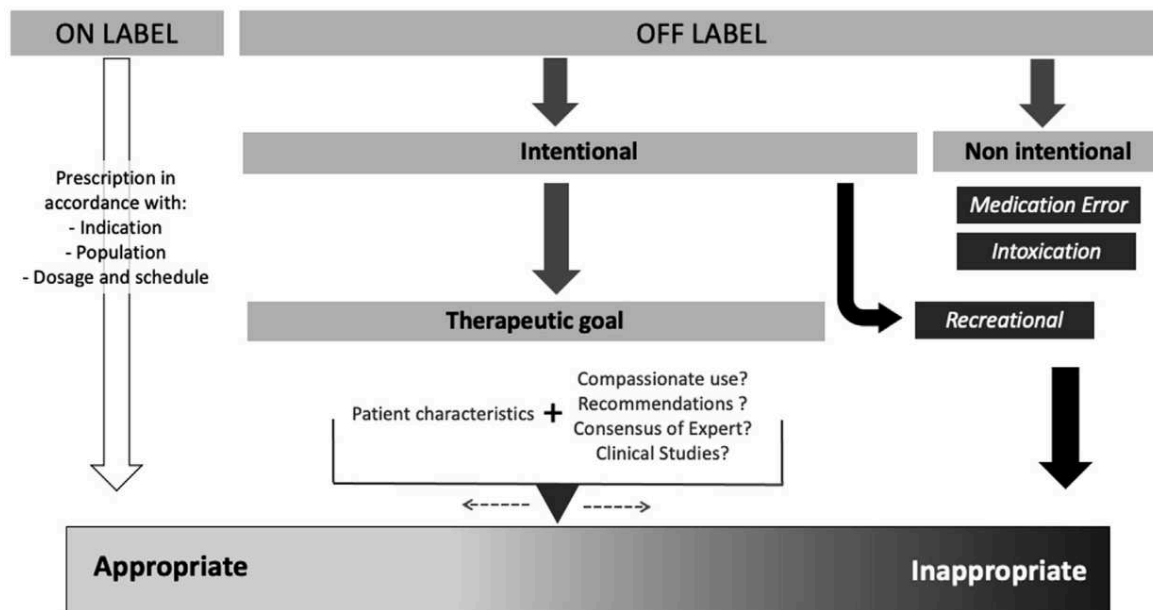 ON LABEL
OFF LABEL
Intentional
Non intentional
Prescription in
accordance with:
- Indication
- Population
- Dosage and schedule
Medication Error
Intoxication
Therapeutic goal
Recreational
Patient characteristics +
Compassionate use?
Recommendations ?
Consensus of Expert?
Clinical Studies?
Appropriate
Inappropriate